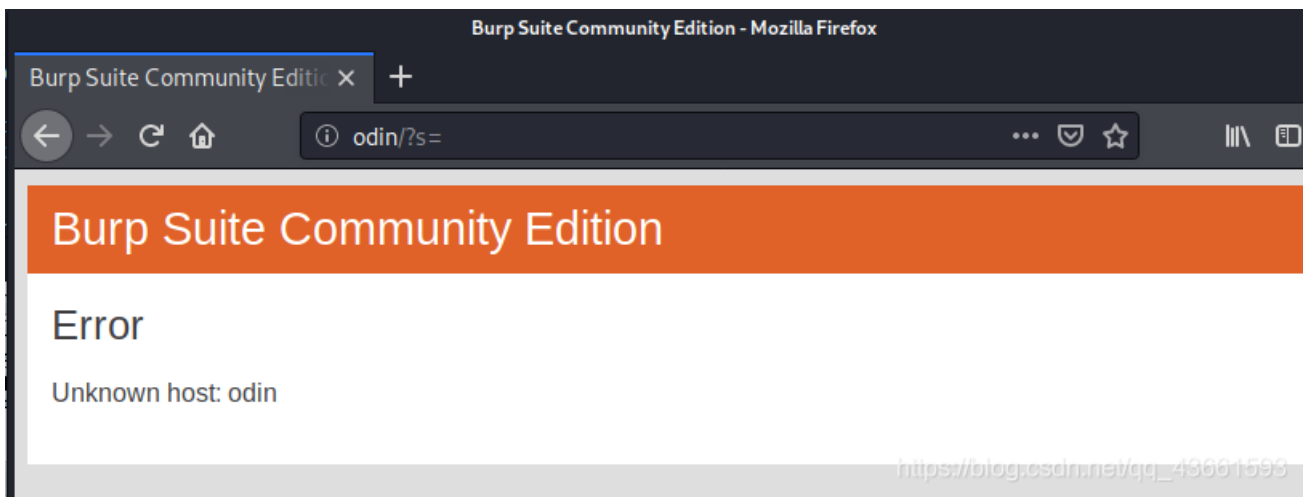 Burp Suite Community Edition - Mozilla Firefox
Burp Suite Community Editic
odin/?s=
Burp Suite Community Edition
Error
Unknown host: odin
https://blog.csdn.net/qq_43661593